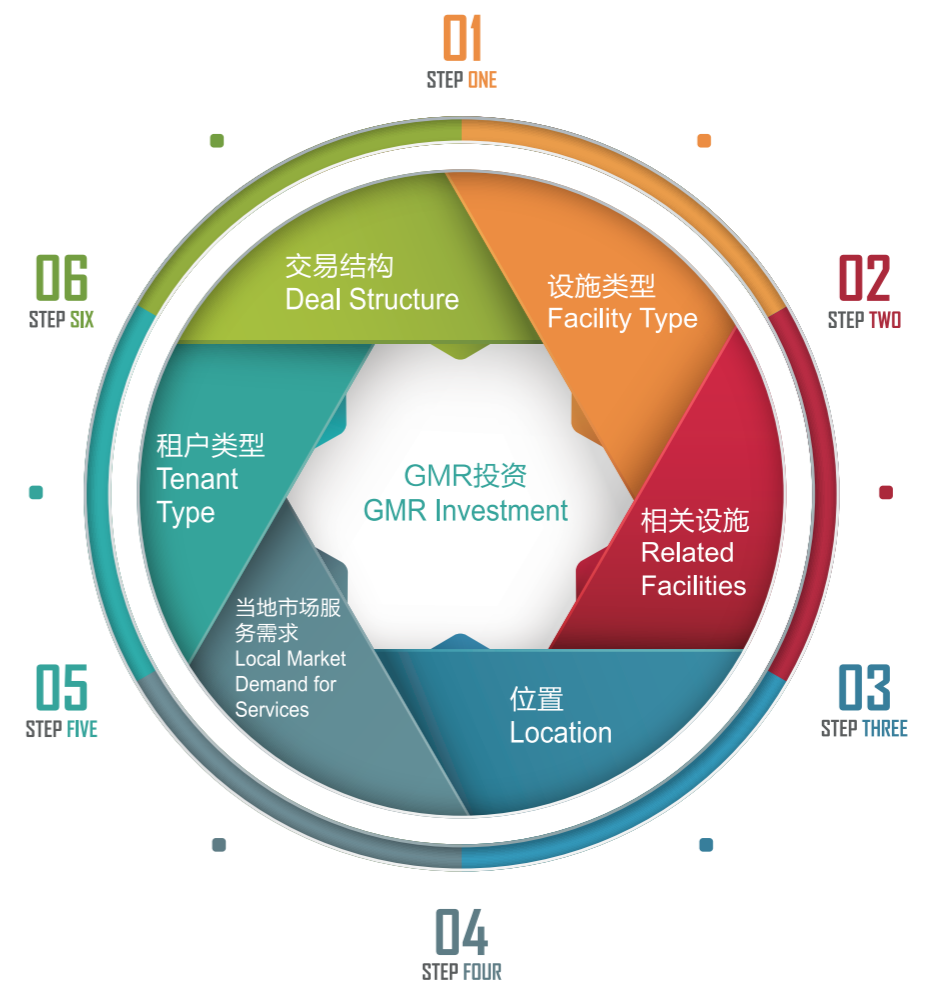 01
STEP ONE
02
STEP TWO
03
STEP THREE
04
STEP FOUR
05
STEP FIVE
06
STEP SIX
设施类型
Facility Type
相关设施
Related
Facilities
位置
Location
当地市场服
务需求
Local Market
Demand for
Services
租户类型
Tenant
Type
交易结构
Deal Structure
GMR投资
GMR Investment